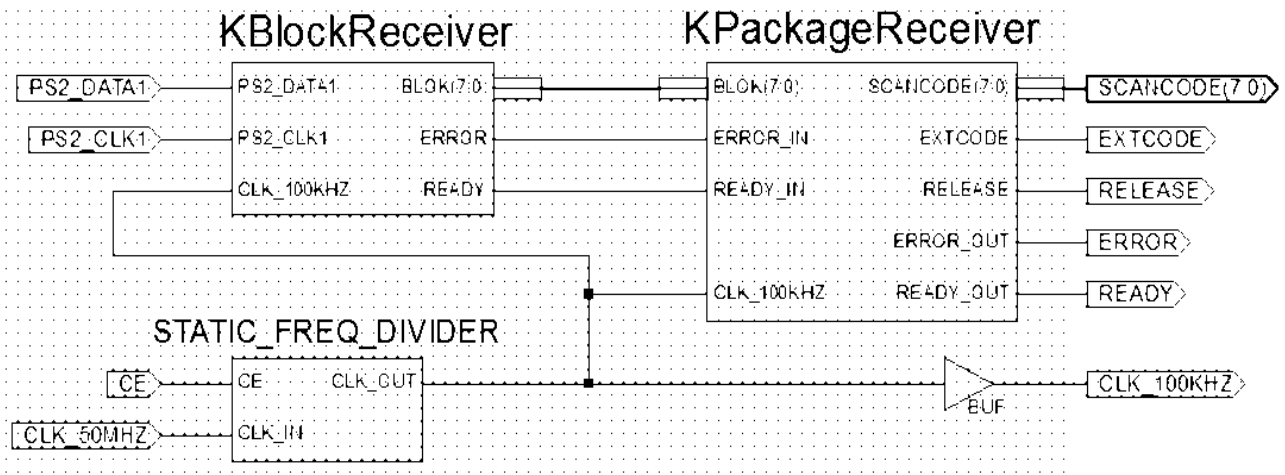 KBlockReceiver KPackageReceiver
PS2_DATA1 PS2_DATA1 BLOK(7:0) BLOK(7:0) SCANCODE(7:0) SCANCODE(7:0)
PS2_CLK1 PS2_CLK1 ERROR ERROR_IN EXTCODE EXTCODE
CLK_100KHZ READY READY_IN RELEASE RELEASE
ERROR_OUT ERROR
CLK_100KHZ READY_OUT READY
STATIC_FREQ_DIVIDER
CE CE CLK_OUT CLK_100KHZ
BUF
CLK_50MHZ CLK_IN